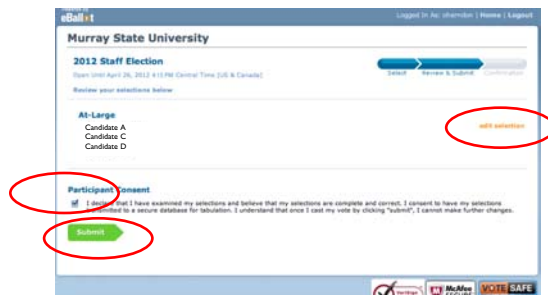 eBallot
Logged In As: oherndon | Home | Logout
Murray State University
2012 Staff Election
Open Until April 26, 2012 4:15 PM Central Time [US & Canada]
Select Review & Submit Confirmation
Review your selections below
At-Large
edit selection
Candidate A
Candidate C
Candidate D
Participant Consent
I declare that I have examined my selections and believe that my selections are complete and correct. I consent to have my selections
transmitted to a secure database for tabulation. I understand that once I cast my vote by clicking "submit", I cannot make further changes.
Submit
McAfee
SECURE
VOTE SAFE